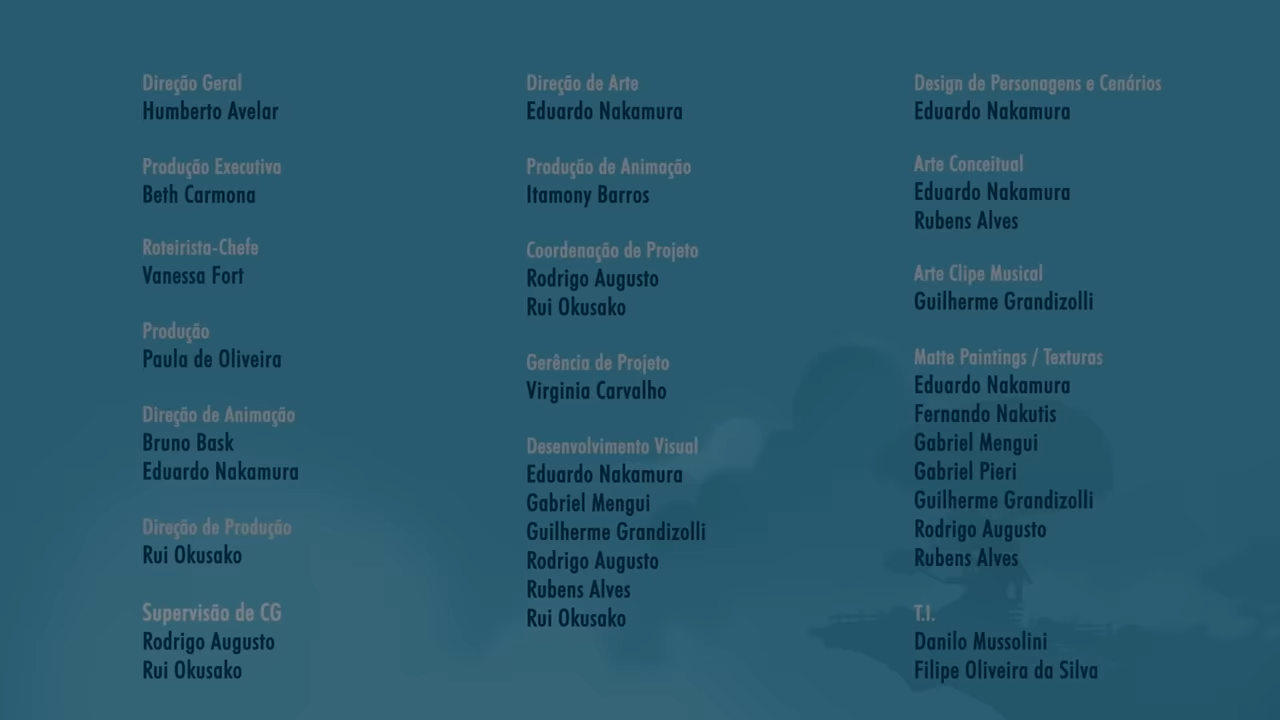 Direção Geral
Humberto Avelar
Produção Executiva
Beth Carmona
Roteirista-Chefe
Vanessa Fort
Produção
Paula de Oliveira
Direção de Animação
Bruno Bask
Eduardo Nakamura
Direção de Produção
Rui Okusako
Supervisão de CG
Rodrigo Augusto
Rui Okusako
Direção de Arte
Eduardo Nakamura
Produção de Animação
Itamony Barros
Coordenação de Projeto
Rodrigo Augusto
Rui Okusako
Gerência de Projeto
Virginia Carvalho
Desenvolvimento Visual
Eduardo Nakamura
Gabriel Mengui
Guilherme Grandizolli
Rodrigo Augusto
Rubens Alves
Rui Okusako
Design de Personagens e Cenários
Eduardo Nakamura
Arte Conceitual
Eduardo Nakamura
Rubens Alves
Arte Clipe Musical
Guilherme Grandizolli
Matte Paintings / Texturas
Eduardo Nakamura
Fernando Nakutis
Gabriel Mengui
Gabriel Pieri
Guilherme Grandizolli
Rodrigo Augusto
Rubens Alves
T.I.
Danilo Mussolini
Filipe Oliveira da Silva